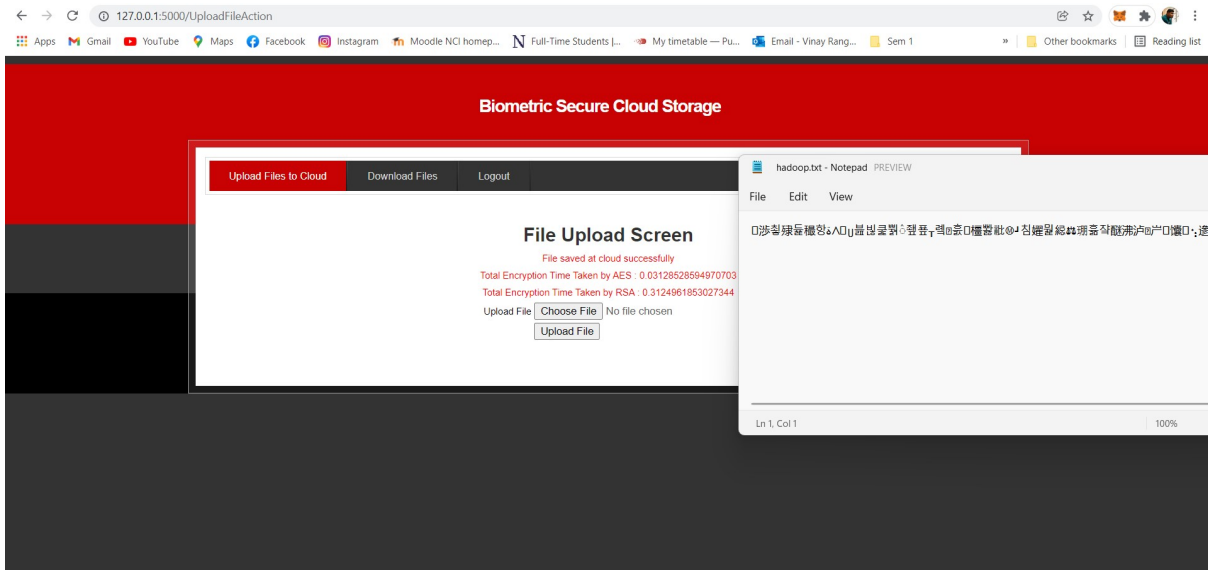 127.0.0.1:5000/UploadFileAction
Apps Gmail YouTube Maps Facebook Instagram Moodle NCI homep... Full-Time Students |... My timetable — Pu... Email - Vinay Rang... Sem 1 » Other bookmarks Reading list
Biometric Secure Cloud Storage
Upload Files to Cloud Download Files Logout
File Upload Screen
File saved at cloud successfully
Total Encryption Time Taken by AES : 0.03128528594970703
Total Encryption Time Taken by RSA : 0.3124961853027344
Upload File Choose File No file chosen
Upload File
hadoop.txt - Notepad PREVIEW
File Edit View
Ln 1, Col 1 100%